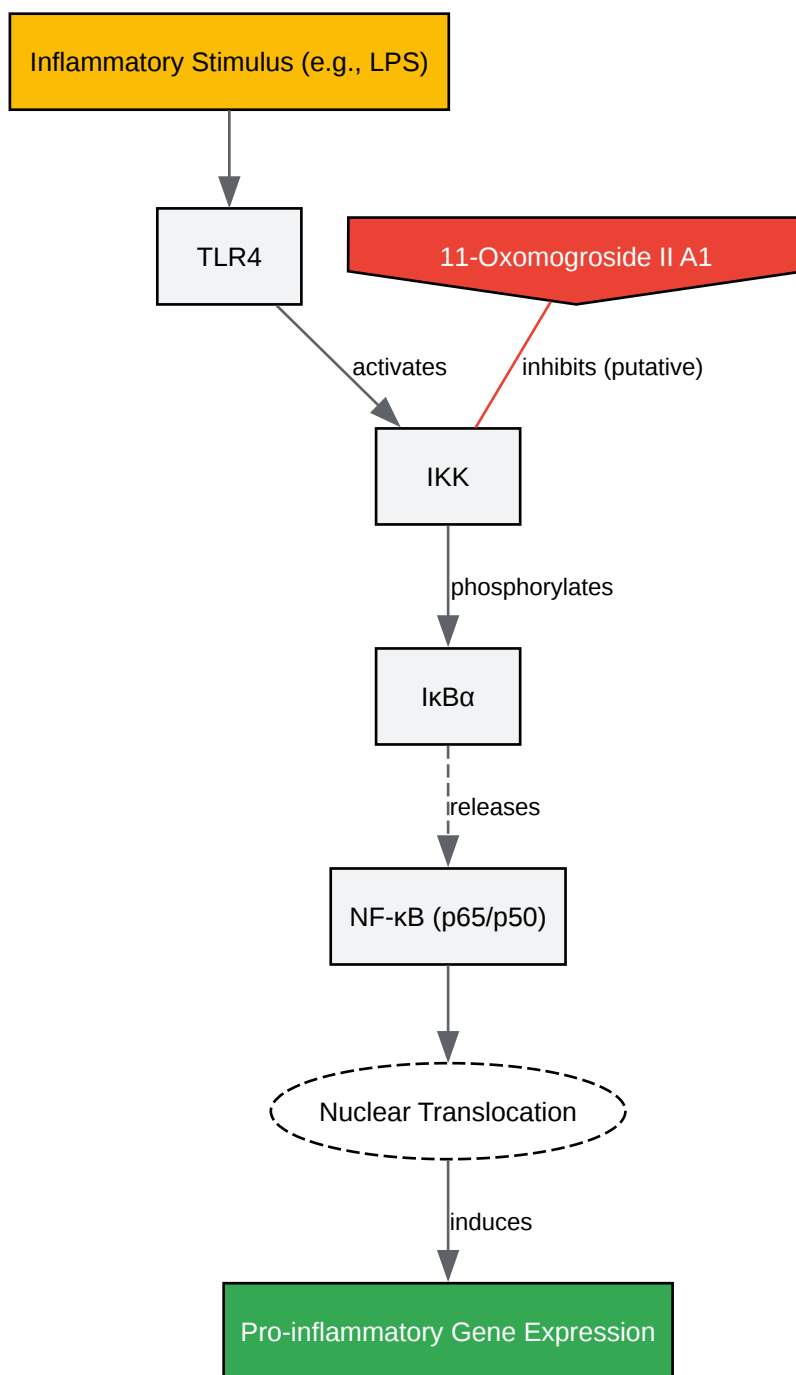 Inflammatory Stimulus (e.g., LPS)
TLR4
11-Oxomogroside II A1
activates
inhibits (putative)
IKK
phosphorylates
IκBα
releases
NF-κB (p65/p50)
Nuclear Translocation
induces
Pro-inflammatory Gene Expression